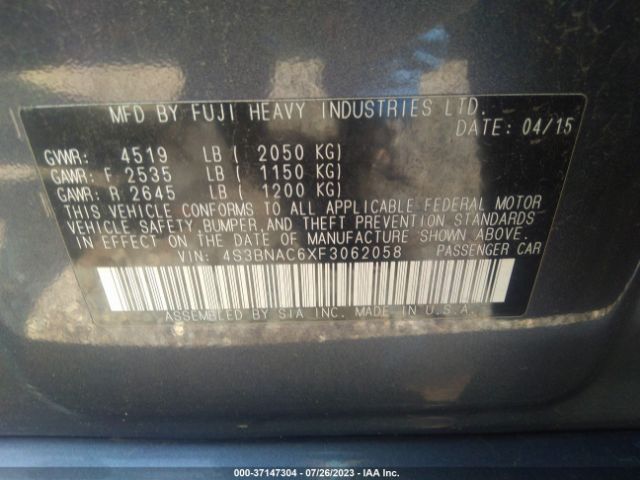 MFD BY FUJI HEAVY INDUSTRIES LTD.
DATE: 04/15
GVWR: 4519 LB ( 2050 KG)
GAWR: F 2535 LB ( 1150 KG)
GAWR: R 2645 LB ( 1200 KG)
THIS VEHICLE CONFORMS TO ALL APPLICABLE FEDERAL MOTOR
VEHICLE SAFETY, BUMPER, AND THEFT PREVENTION STANDARDS
IN EFFECT ON THE DATE OF MANUFACTURE SHOWN ABOVE.
VIN: 4S3BNAC6XF3062058 PASSENGER CAR
ASSEMBLED BY SIA INC. MADE IN U.S.A.
000-37147304 | 07/26/2023 | IAA Inc.